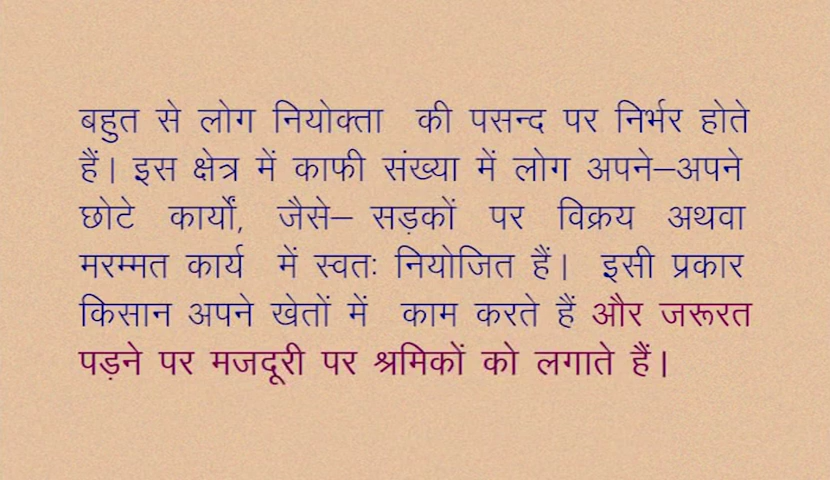 बहुत से लोग नियोक्ता की पसन्द पर निर्भर होते
हैं। इस क्षेत्र में काफी संख्या में लोग अपने–अपने
छोटे कार्यों, जैसे– सड़कों पर विक्रय अथवा
मरम्मत कार्य में स्वतः नियोजित हैं। इसी प्रकार
किसान अपने खेतों में काम करते हैं और जरूरत
पड़ने पर मजदूरी पर श्रमिकों को लगाते हैं।